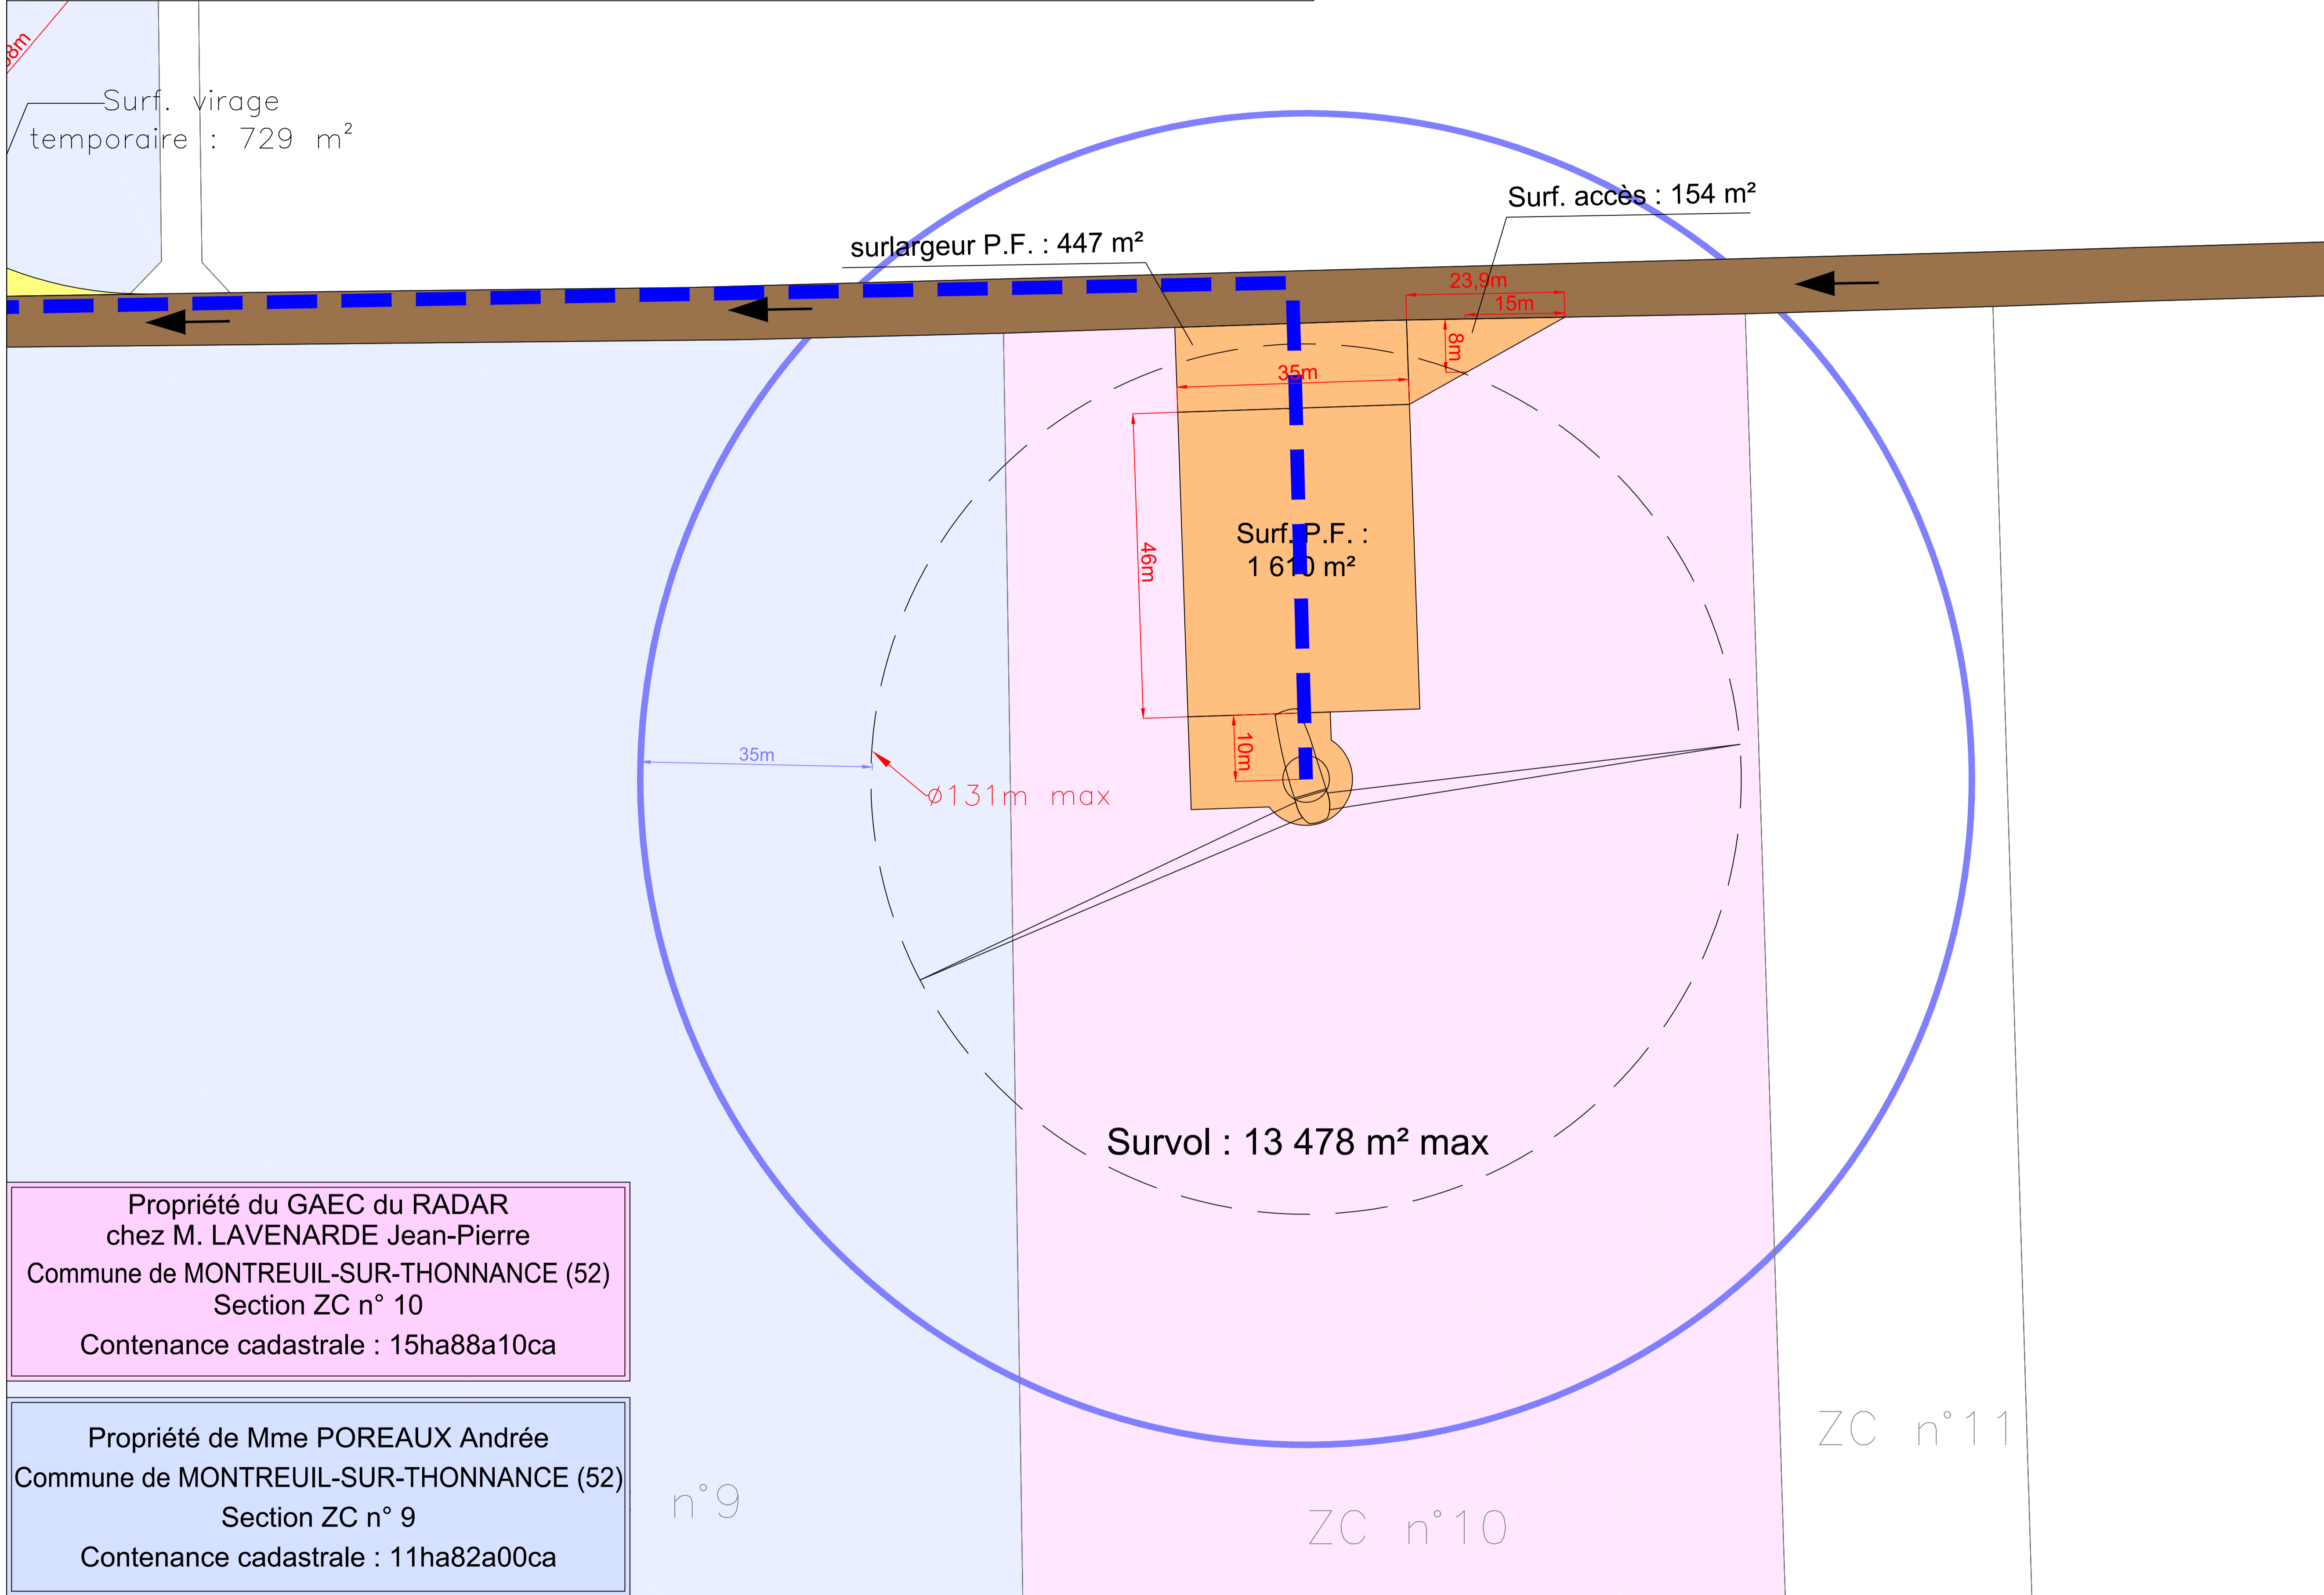 8m
Surf. virage
temporaire : 729 m²
Surf. accès : 154 m²
surlargeur P.F. : 447 m²
23,9m
15m
8m
35m
46m
Surf. P.F. :
1 610 m²
10m
35m
ø131m max
Survol : 13 478 m² max
Propriété du GAEC du RADAR
chez M. LAVENARDE Jean-Pierre
Commune de MONTREUIL-SUR-THONNANCE (52)
Section ZC n° 10
Contenance cadastrale : 15ha88a10ca
Propriété de Mme POREAUX Andrée
Commune de MONTREUIL-SUR-THONNANCE (52)
Section ZC n° 9
Contenance cadastrale : 11ha82a00ca
n°9
ZC n°10
ZC n°11